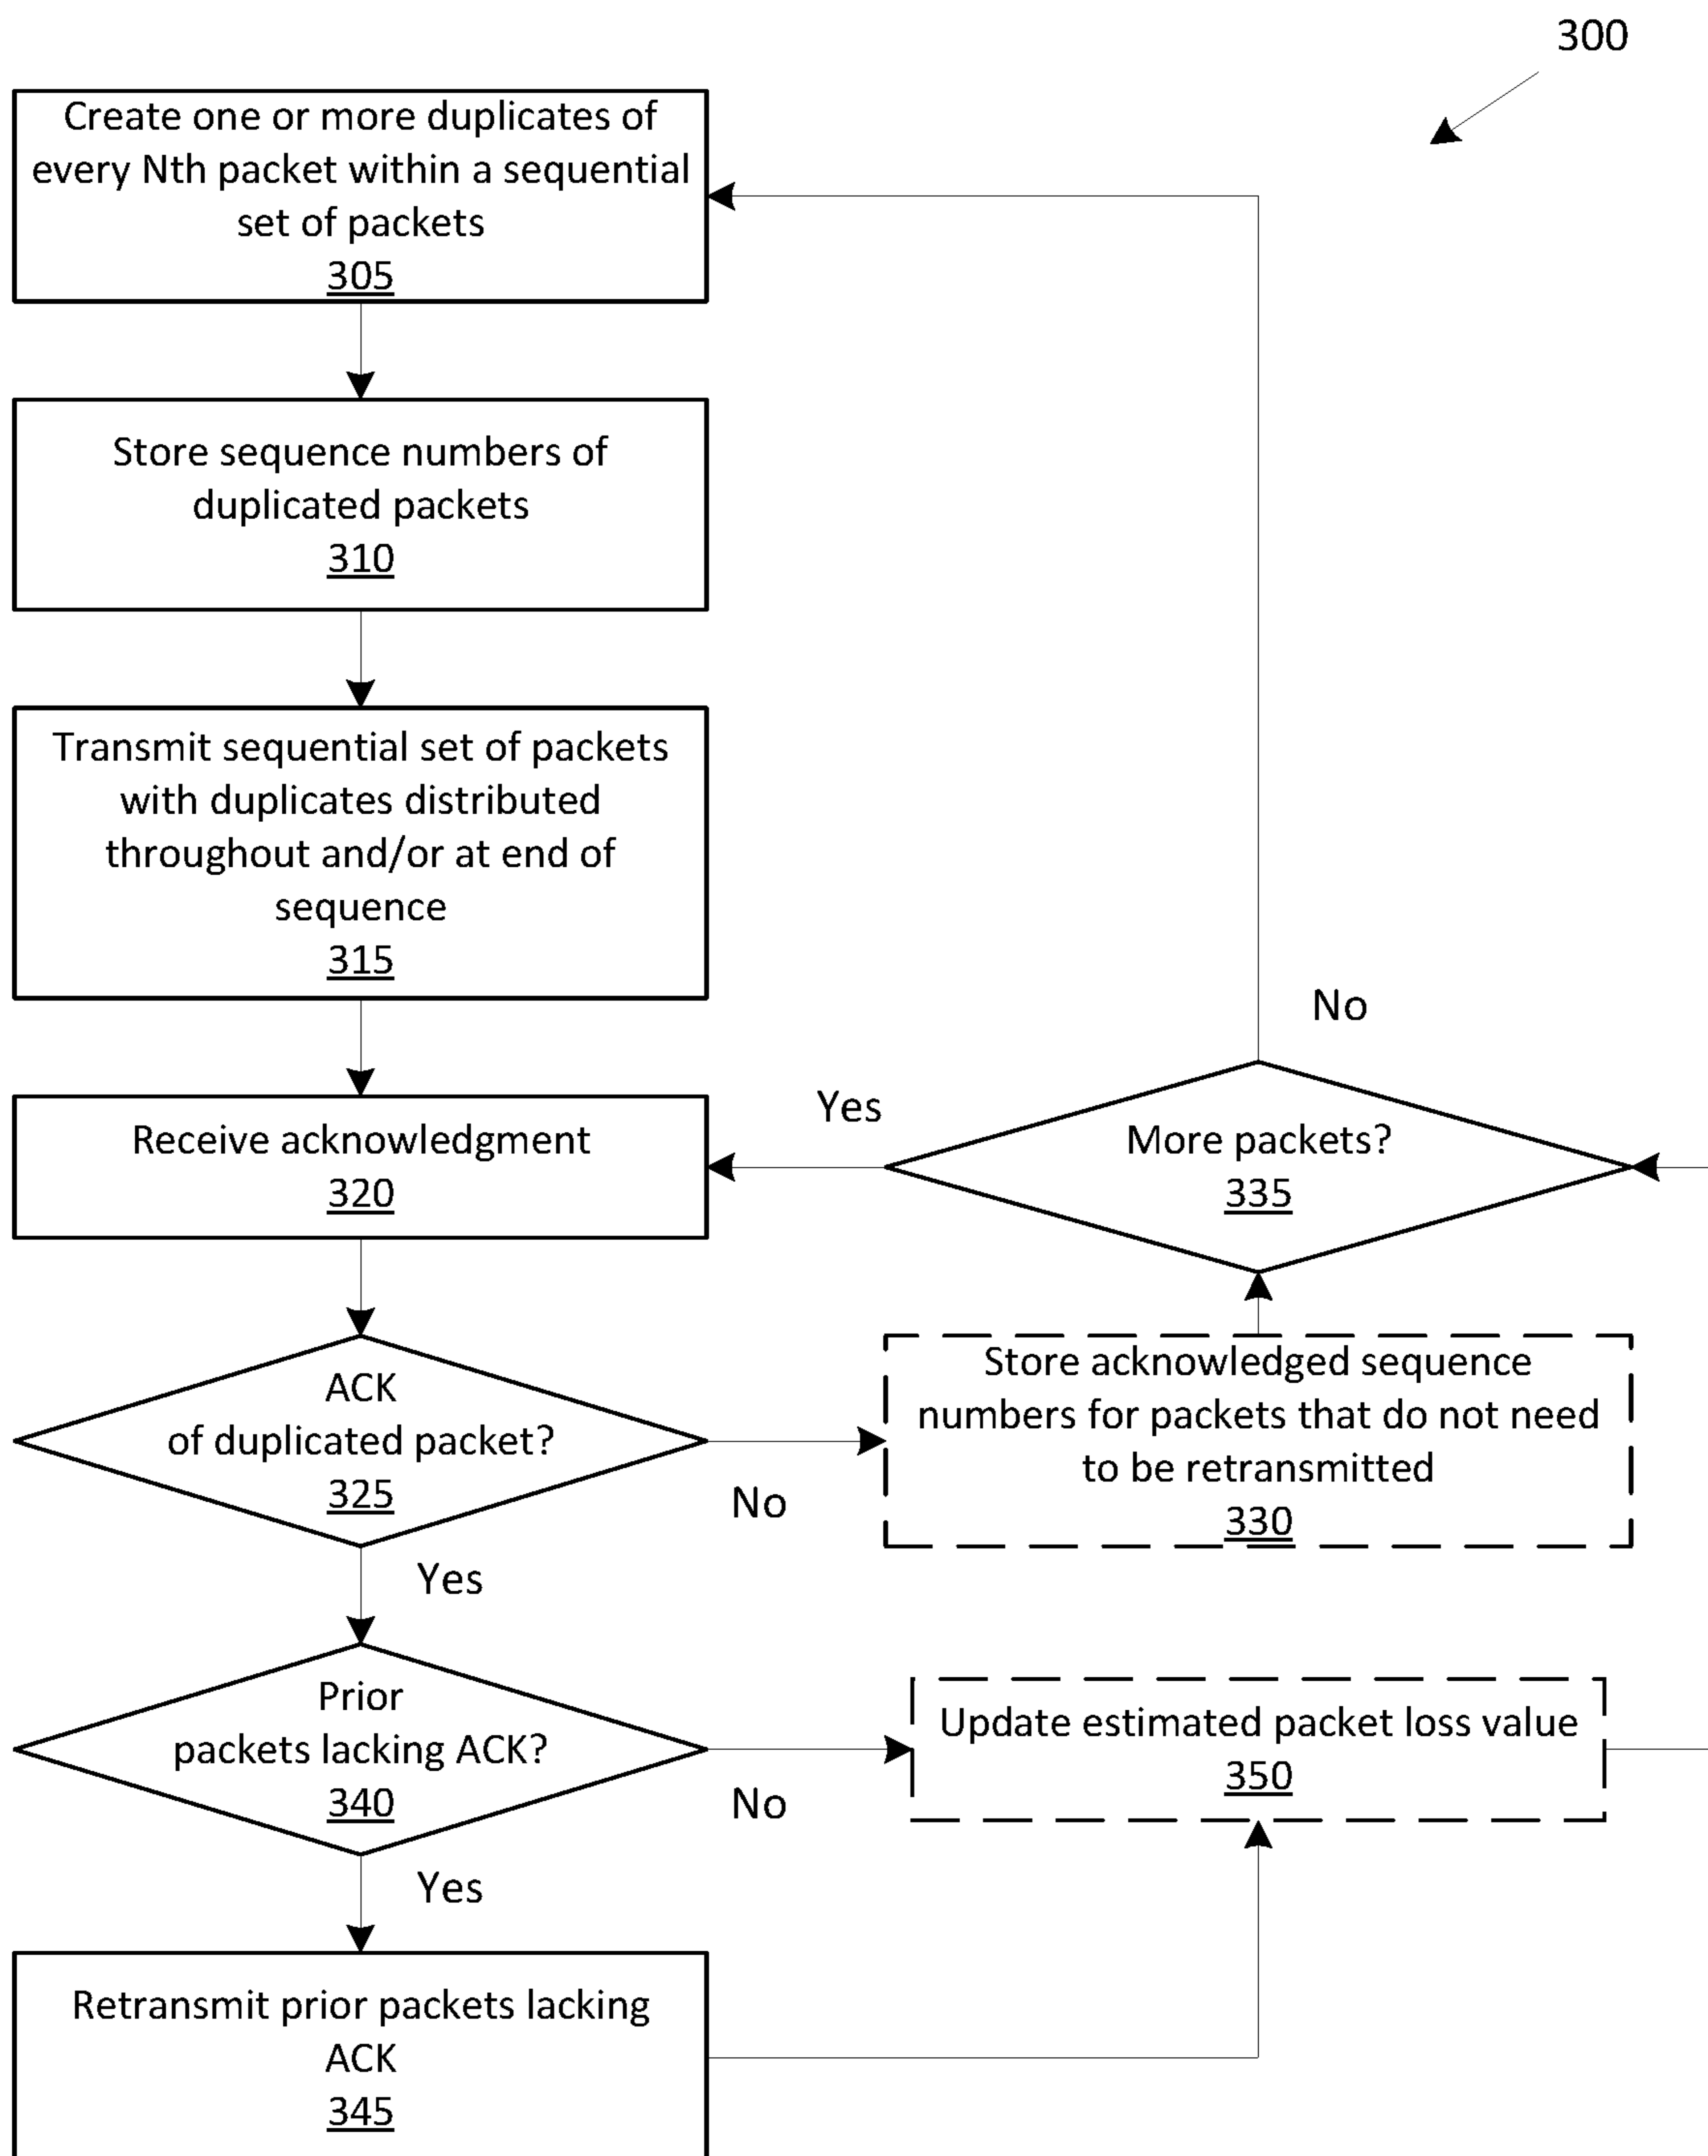 300
Create one or more duplicates of
every Nth packet within a sequential
set of packets
305
Store sequence numbers of
duplicated packets
310
Transmit sequential set of packets
with duplicates distributed
throughout and/or at end of
sequence
315
No
Yes
Receive acknowledgment
320
More packets?
335
ACK
of duplicated packet?
325
No
Store acknowledged sequence
numbers for packets that do not need
to be retransmitted
330
Yes
Prior
packets lacking ACK?
340
No
Update estimated packet loss value
350
Yes
Retransmit prior packets lacking
ACK
345